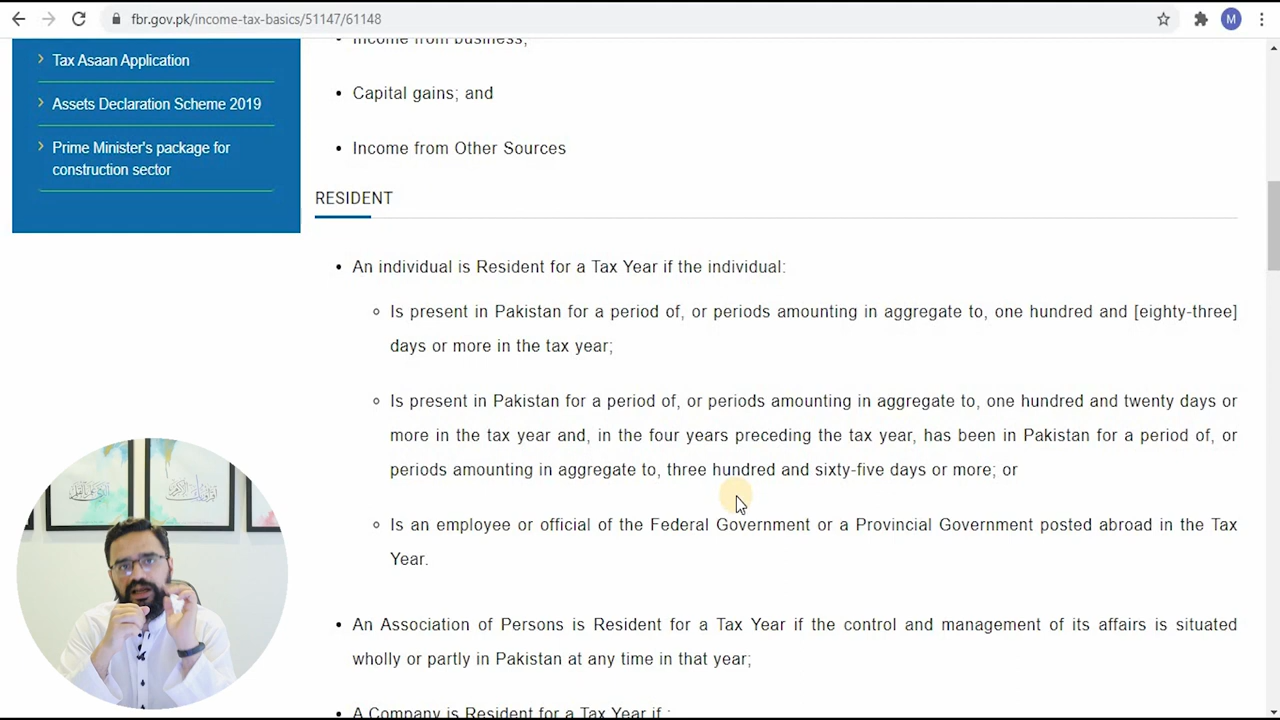 fbr.gov.pk/income-tax-basics/51147/61148
M
Tax Asaan Application
Assets Declaration Scheme 2019
Prime Minister's package for
construction sector
• Income from business;
• Capital gains; and
• Income from Other Sources
RESIDENT
• An individual is Resident for a Tax Year if the individual:
Is present in Pakistan for a period of, or periods amounting in aggregate to, one hundred and [eighty-three]
days or more in the tax year;
Is present in Pakistan for a period of, or periods amounting in aggregate to, one hundred and twenty days or
more in the tax year and, in the four years preceding the tax year, has been in Pakistan for a period of, or
periods amounting in aggregate to, three hundred and sixty-five days or more; or
Is an employee or official of the Federal Government or a Provincial Government posted abroad in the Tax
Year.
• An Association of Persons is Resident for a Tax Year if the control and management of its affairs is situated
wholly or partly in Pakistan at any time in that year;
• A Company is Resident for a Tax Year if :